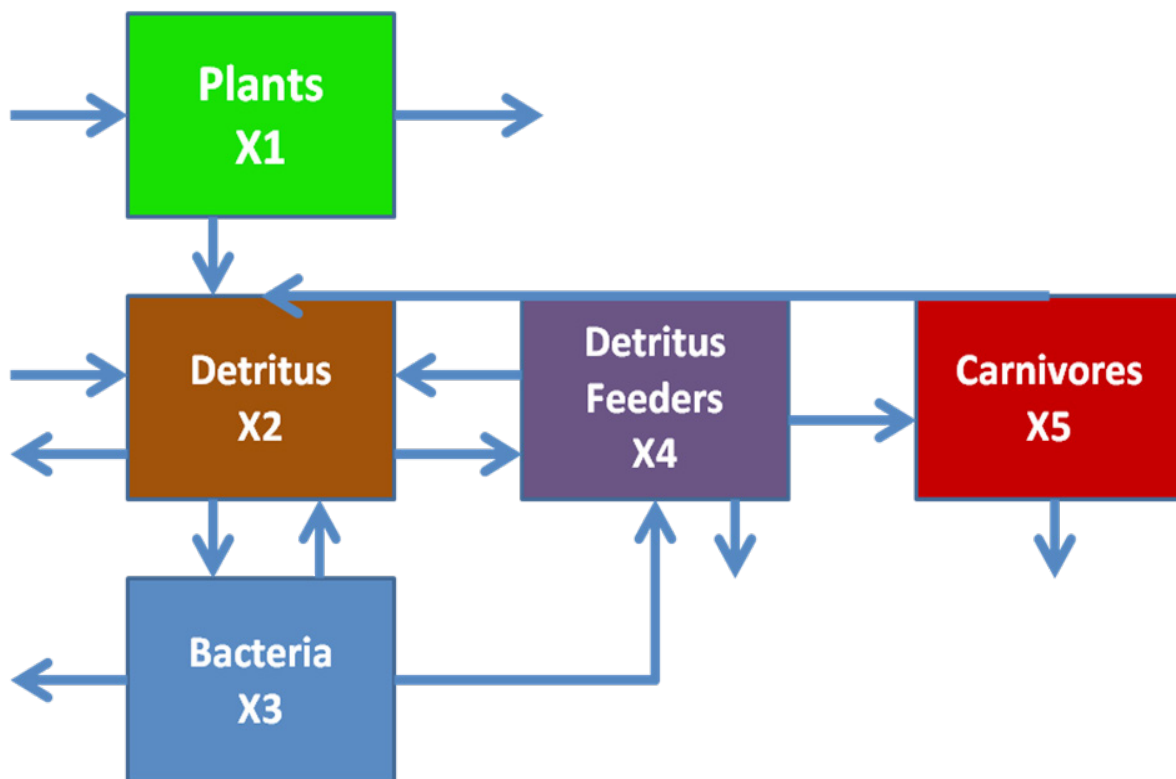 Plants
X1
Detritus
X2
Detritus
Feeders
X4
Carnivores
X5
Bacteria
X3